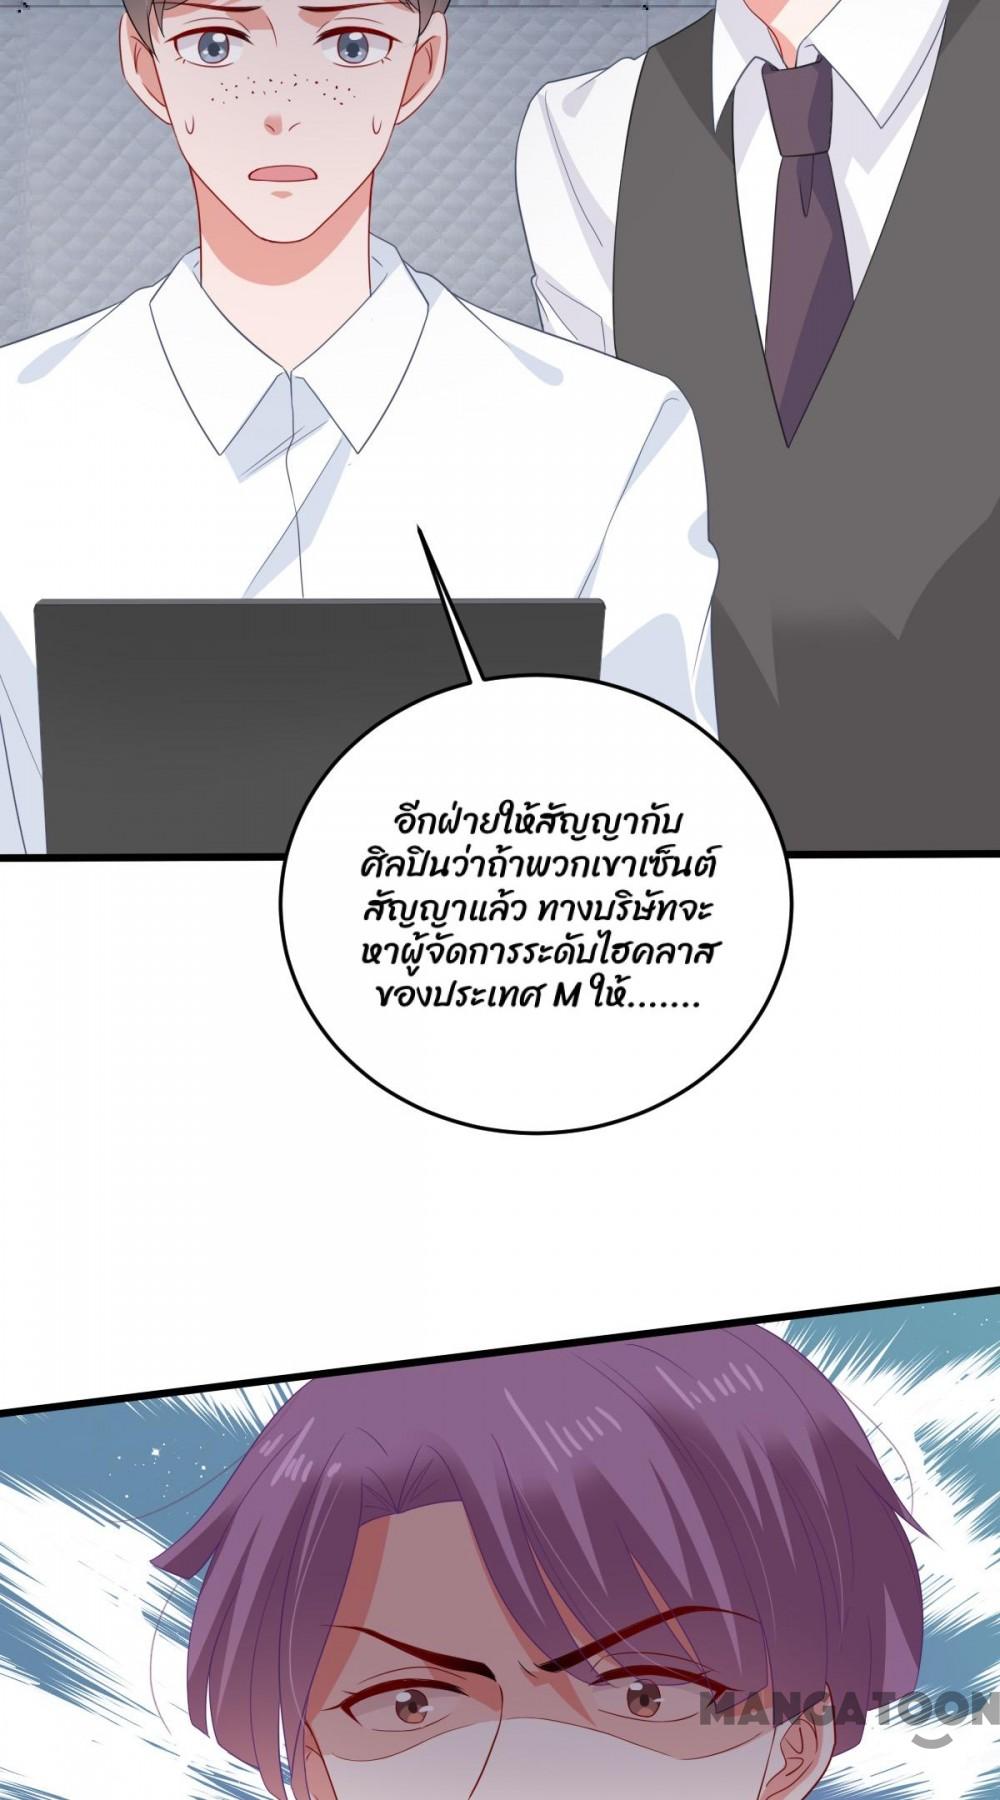 อีกฝ่ายให้สัญญากับ
ศิลปินว่าถ้าพวกเขาเซ็นต์
สัญญาแล้ว ทางบริษัทจะ
หาผู้จัดการระดับไฮคลาส
ของประเทศ M ให้.......
MANGATOON